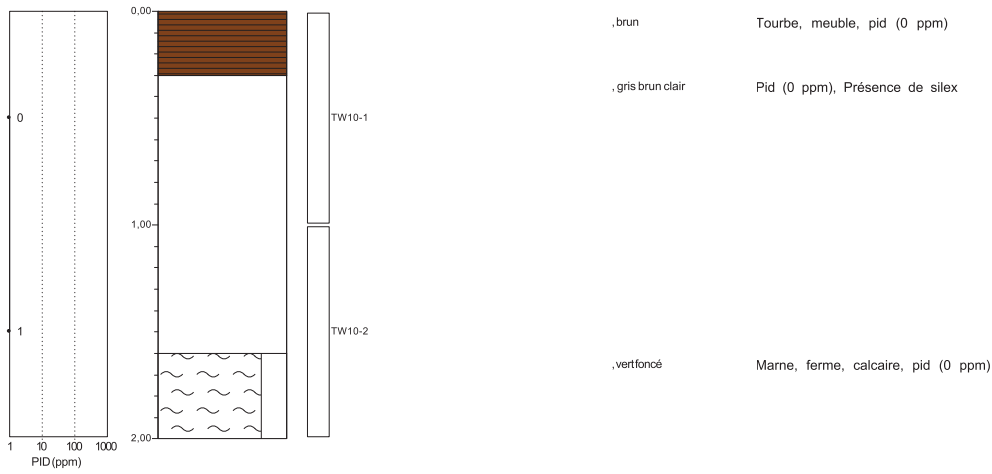 0,00
, brun Tourbe, meuble, pid (0 ppm)
, gris brun clair Pid (0 ppm), Présence de silex
0 TW10-1
1,00
1 TW10-2
, vert foncé Marne, ferme, calcaire, pid (0 ppm)
2,00
1 10 100 1000
PID (ppm)